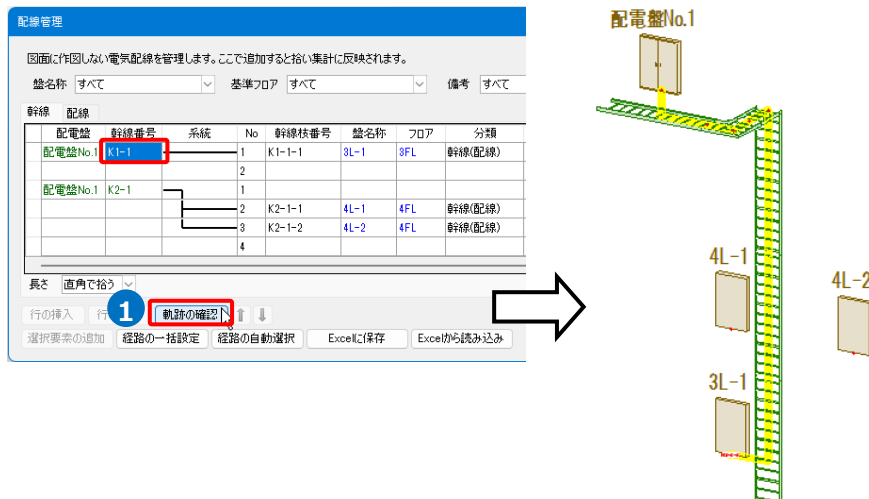 配線管理
図面に作図しない電気配線を管理します。ここで追加すると拾い集計に反映されます。
盤名称 すべて 基準フロア すべて 備考 すべて
幹線 配線
配電盤 幹線番号 系統 No 幹線枝番号 盤名称 フロア 分類
配電盤No.1 K1-1 1 K1-1-1 3L-1 3FL 幹線(配線)
2
配電盤No.1 K2-1 1
2 K2-1-1 4L-1 4FL 幹線(配線)
3 K2-1-2 4L-2 4FL 幹線(配線)
4
長さ 直角で拾う
行の挿入 行 1 軌跡の確認
選択要素の追加 経路の一括設定 経路の自動選択 Excelに保存 Excelから読み込み
配電盤No.1
4L-1
4L-2
3L-1